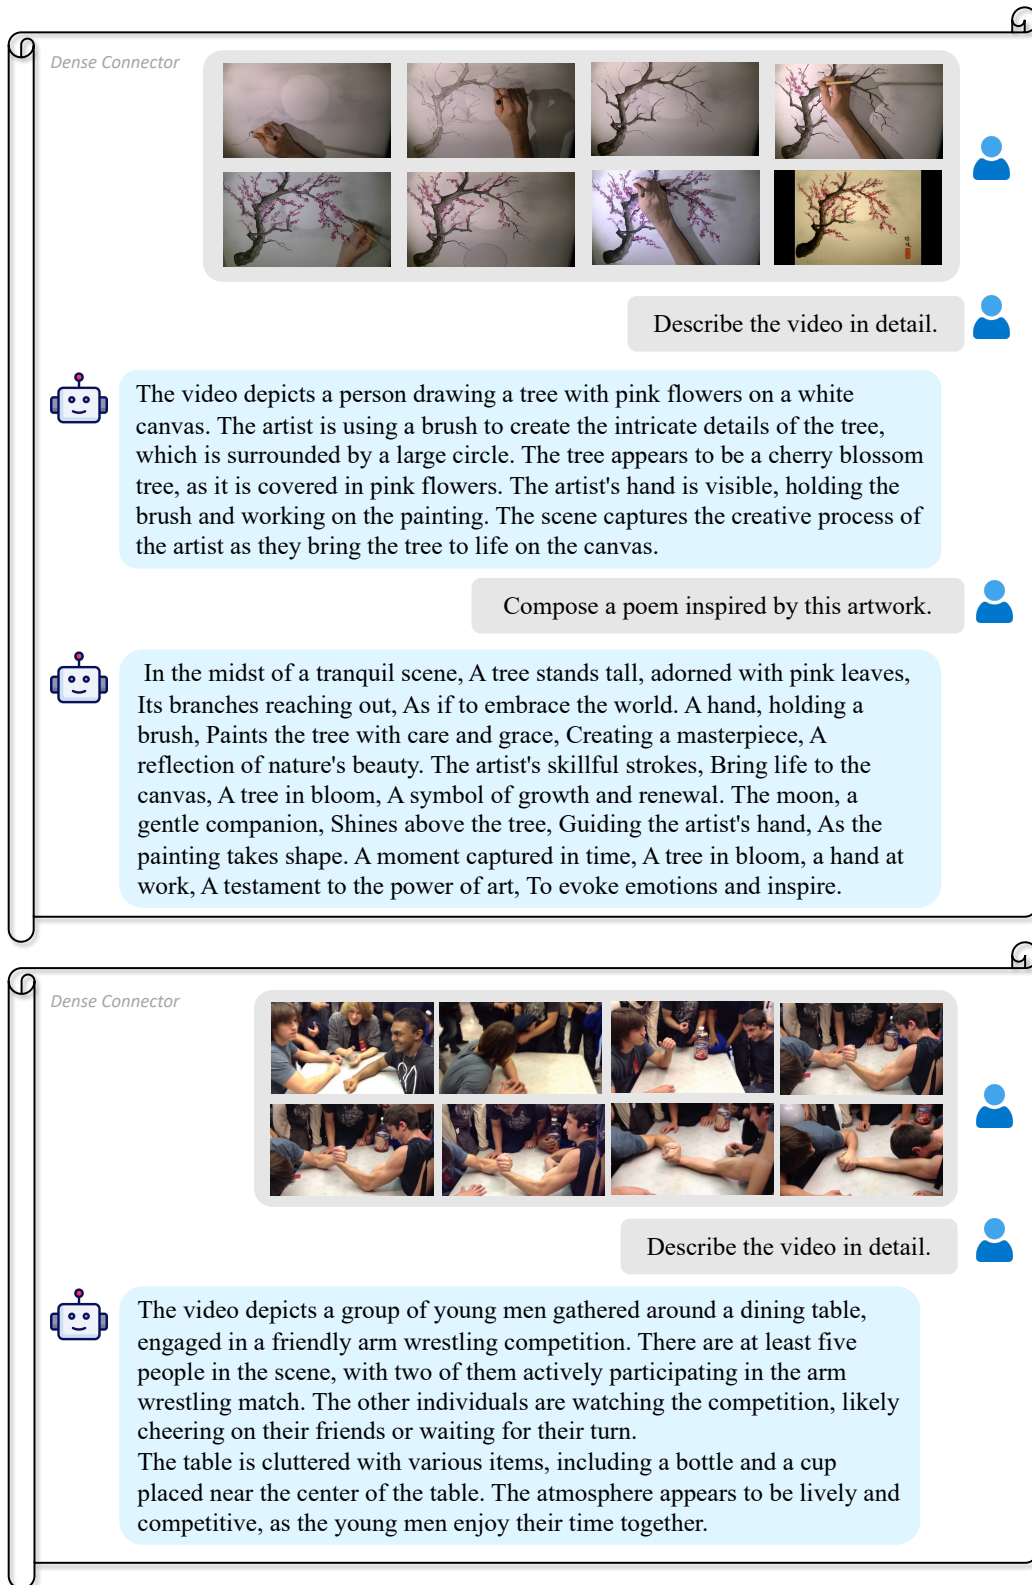 Dense Connector
Describe the video in detail.
The video depicts a person drawing a tree with pink flowers on a white
canvas. The artist is using a brush to create the intricate details of the tree,
which is surrounded by a large circle. The tree appears to be a cherry blossom
tree, as it is covered in pink flowers. The artist's hand is visible, holding the
brush and working on the painting. The scene captures the creative process of
the artist as they bring the tree to life on the canvas.
Compose a poem inspired by this artwork.
In the midst of a tranquil scene, A tree stands tall, adorned with pink leaves,
Its branches reaching out, As if to embrace the world. A hand, holding a
brush, Paints the tree with care and grace, Creating a masterpiece, A
reflection of nature's beauty. The artist's skillful strokes, Bring life to the
canvas, A tree in bloom, A symbol of growth and renewal. The moon, a
gentle companion, Shines above the tree, Guiding the artist's hand, As the
painting takes shape. A moment captured in time, A tree in bloom, a hand at
work, A testament to the power of art, To evoke emotions and inspire.
Dense Connector
Describe the video in detail.
The video depicts a group of young men gathered around a dining table,
engaged in a friendly arm wrestling competition. There are at least five
people in the scene, with two of them actively participating in the arm
wrestling match. The other individuals are watching the competition, likely
cheering on their friends or waiting for their turn.
The table is cluttered with various items, including a bottle and a cup
placed near the center of the table. The atmosphere appears to be lively and
competitive, as the young men enjoy their time together.